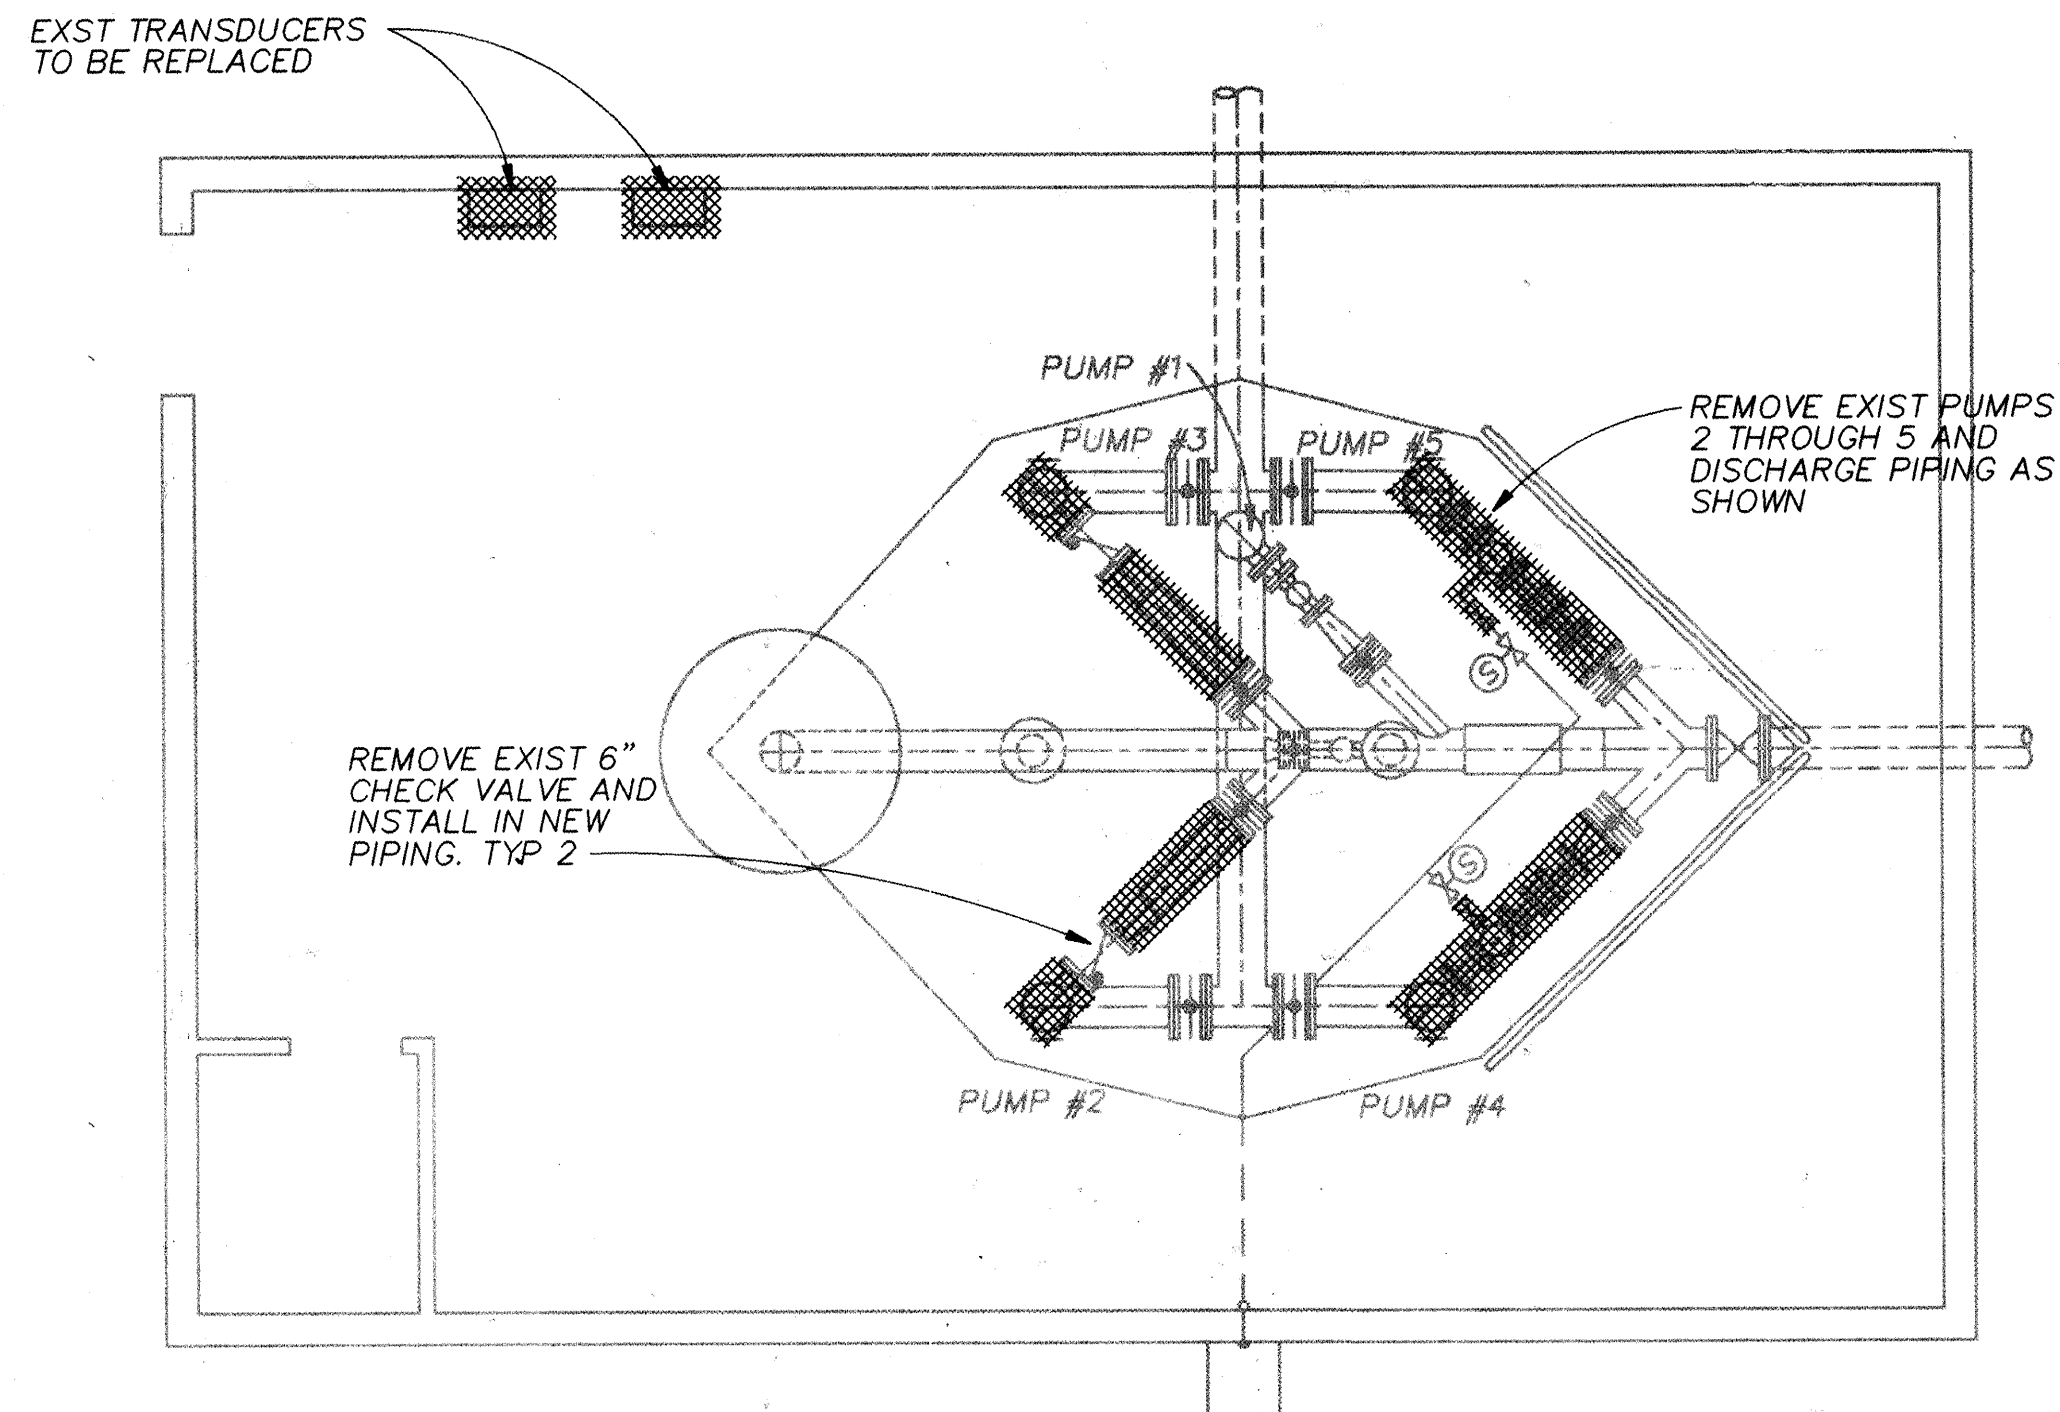 EXST TRANSDUCERS
TO BE REPLACED
PUMP #1
PUMP #3
PUMP #5
REMOVE EXIST PUMPS
2 THROUGH 5 AND
DISCHARGE PIPING AS
SHOWN
S
REMOVE EXIST 6”
CHECK VALVE AND
INSTALL IN NEW
PIPING. TYP 2
S
PUMP #2
PUMP #4